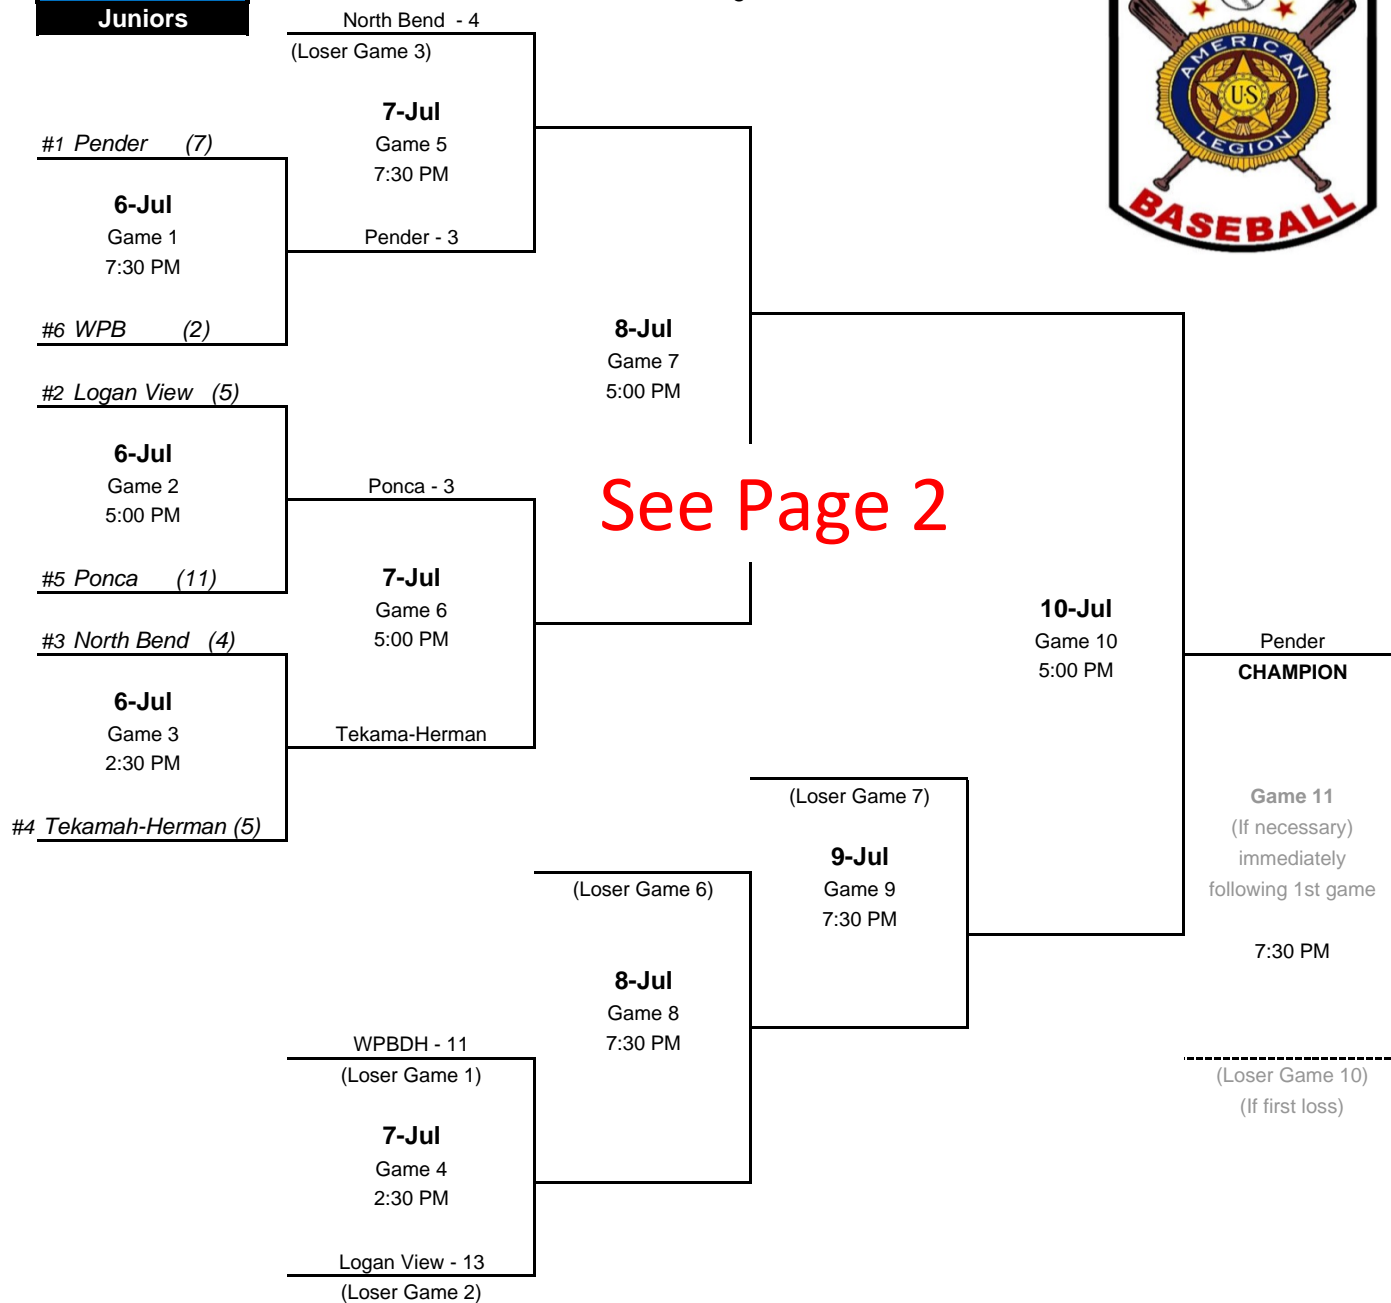 Juniors
North Bend - 4
(Loser Game 3)
7-Jul
Game 5
7:30 PM
Pender - 3
#1 Pender (7)
6-Jul
Game 1
7:30 PM
#6 WPB (2)
#2 Logan View (5)
6-Jul
Game 2
5:00 PM
#5 Ponca (11)
#3 North Bend (4)
6-Jul
Game 3
2:30 PM
#4 Tekamah-Herman (5)
Ponca - 3
7-Jul
Game 6
5:00 PM
Tekama-Herman
8-Jul
Game 7
5:00 PM
See Page 2
AMERICAN
US
LEGION
BASEBALL
10-Jul
Game 10
5:00 PM
Pender
CHAMPION
Game 11
(If necessary)
immediately
following 1st game
7:30 PM
(Loser Game 10)
(If first loss)
(Loser Game 7)
9-Jul
Game 9
7:30 PM
(Loser Game 6)
8-Jul
Game 8
7:30 PM
WPBDH - 11
(Loser Game 1)
7-Jul
Game 4
2:30 PM
Logan View - 13
(Loser Game 2)